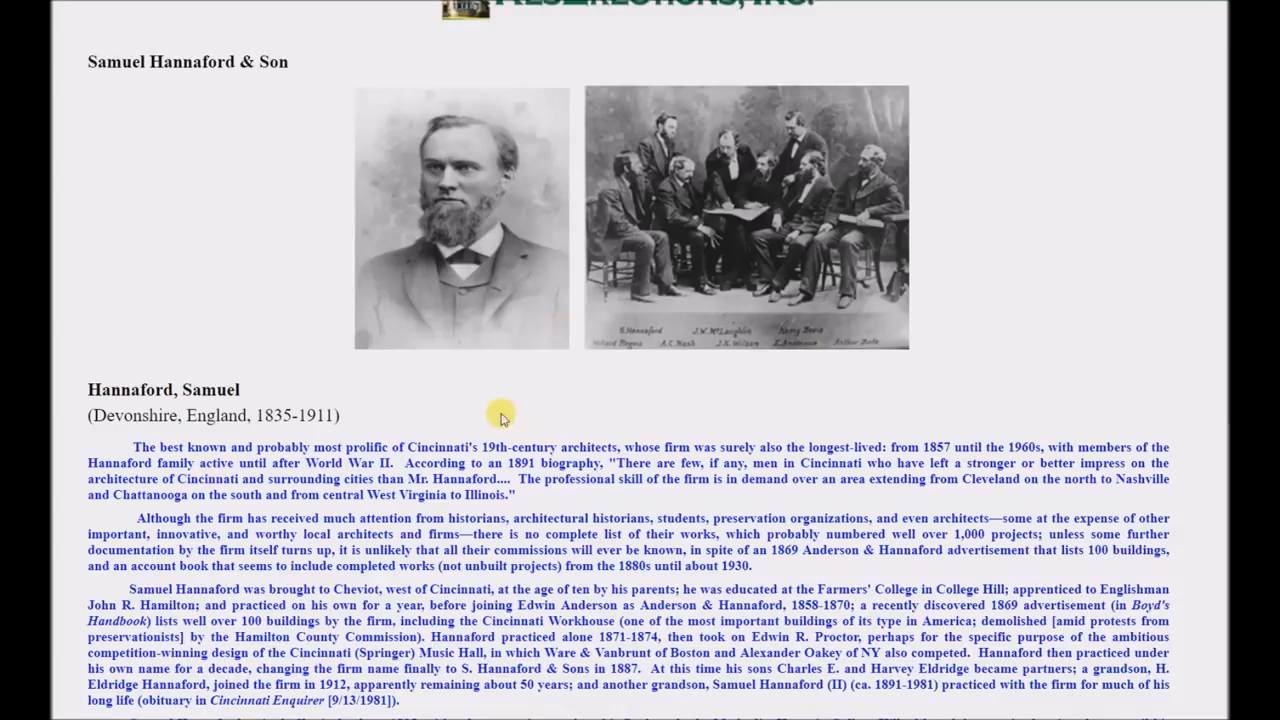 RESURRECTIONS, INC.
Samuel Hannaford & Son
S. Hannaford J.W. McLaughlin Henry Bevis
Willard Rogers A.C. Nash J.K. Wilson E. Anderson Arthur Bate
Hannaford, Samuel
(Devonshire, England, 1835-1911)
The best known and probably most prolific of Cincinnati's 19th-century architects, whose firm was surely also the longest-lived: from 1857 until the 1960s, with members of the
Hannaford family active until after World War II. According to an 1891 biography, "There are few, if any, men in Cincinnati who have left a stronger or better impress on the
architecture of Cincinnati and surrounding cities than Mr. Hannaford.... The professional skill of the firm is in demand over an area extending from Cleveland on the north to Nashville
and Chattanooga on the south and from central West Virginia to Illinois."
Although the firm has received much attention from historians, architectural historians, students, preservation organizations, and even architects—some at the expense of other
important, innovative, and worthy local architects and firms—there is no complete list of their works, which probably numbered well over 1,000 projects; unless some further
documentation by the firm itself turns up, it is unlikely that all their commissions will ever be known, in spite of an 1869 Anderson & Hannaford advertisement that lists 100 buildings,
and an account book that seems to include completed works (not unbuilt projects) from the 1880s until about 1930.
Samuel Hannaford was brought to Cheviot, west of Cincinnati, at the age of ten by his parents; he was educated at the Farmers' College in College Hill; apprenticed to Englishman
John R. Hamilton; and practiced on his own for a year, before joining Edwin Anderson as Anderson & Hannaford, 1858-1870; a recently discovered 1869 advertisement (in Boyd's
Handbook) lists well over 100 buildings by the firm, including the Cincinnati Workhouse (one of the most important buildings of its type in America; demolished [amid protests from
preservationists] by the Hamilton County Commission). Hannaford practiced alone 1871-1874, then took on Edwin R. Proctor, perhaps for the specific purpose of the ambitious
competition-winning design of the Cincinnati (Springer) Music Hall, in which Ware & Vanbrunt of Boston and Alexander Oakey of NY also competed. Hannaford then practiced under
his own name for a decade, changing the firm name finally to S. Hannaford & Sons in 1887. At this time his sons Charles E. and Harvey Eldridge became partners; a grandson, H.
Eldridge Hannaford, joined the firm in 1912, apparently remaining about 50 years; and another grandson, Samuel Hannaford (II) (ca. 1891-1981) practiced with the firm for much of his
long life (obituary in Cincinnati Enquirer [9/13/1981]).